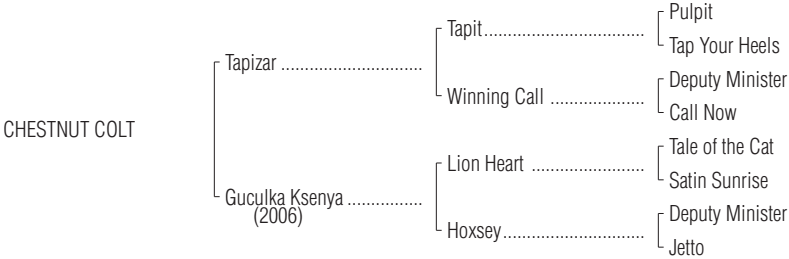 Pulpit
Tapit..................................
Tap Your Heels
Tapizar ..............................
Deputy Minister
Winning Call ....................
Call Now
CHESTNUT COLT
Tale of the Cat
Lion Heart ........................
Satin Sunrise
Guculka Ksenya ................
(2006)
Deputy Minister
Hoxsey..............................
Jetto